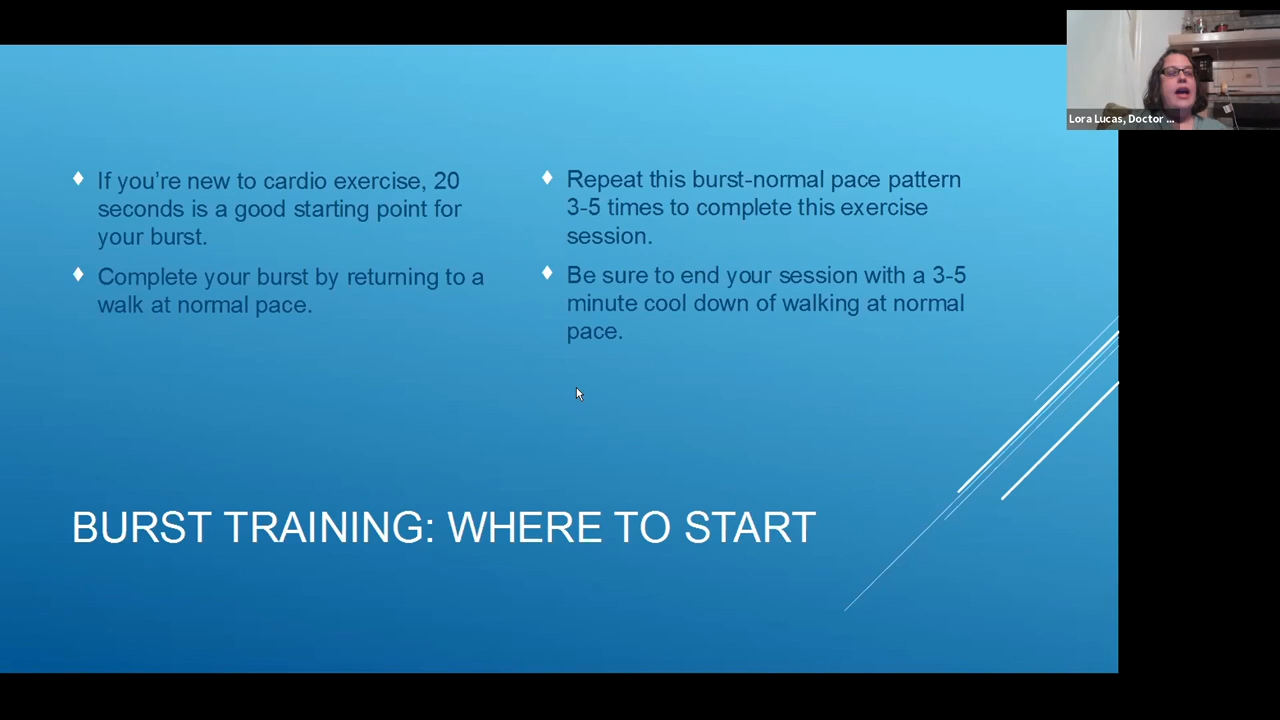 If you’re new to cardio exercise, 20
seconds is a good starting point for
your burst.
Complete your burst by returning to a
walk at normal pace.
Repeat this burst-normal pace pattern
3-5 times to complete this exercise
session.
Be sure to end your session with a 3-5
minute cool down of walking at normal
pace.
BURST TRAINING: WHERE TO START
Lora Lucas, Doctor ...